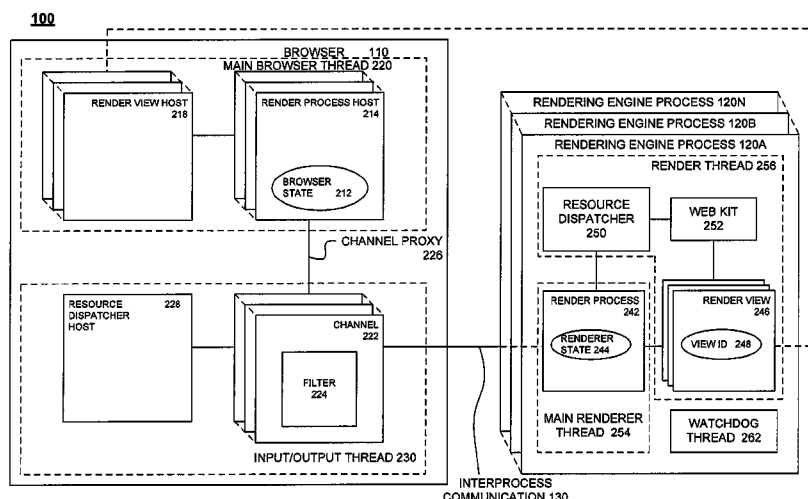 100
BROWSER 110
MAIN BROWSER THREAD 220
RENDER VIEW HOST
218
RENDER PROCESS HOST
214
BROWSER
STATE 212
CHANNEL PROXY
226
RESOURCE 228
DISPATCHER
HOST
CHANNEL
222
FILTER
224
INPUT/OUTPUT THREAD 230
RENDERING ENGINE PROCESS 120N
RENDERING ENGINE PROCESS 120B
RENDERING ENGINE PROCESS 120A
RENDER THREAD 256
RESOURCE
DISPATCHER
250
WEB KIT
252
RENDER PROCESS
242
RENDERER
STATE 244
RENDER VIEW
246
VIEW ID 248
MAIN RENDERER
THREAD 254
WATCHDOG
THREAD 262
INTERPROCESS
COMMUNICATION 130